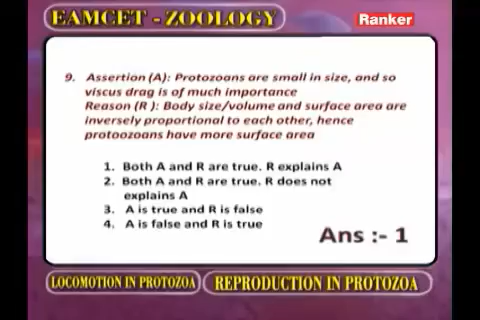 EAMCET - ZOOLOGY
Ranker
9. Assertion (A): Protozoans are small in size, and so
viscus drag is of much importance
Reason (R ): Body size/volume and surface area are
inversely proportional to each other, hence
protoozoans have more surface area
1. Both A and R are true. R explains A
2. Both A and R are true. R does not
explains A
3. A is true and R is false
4. A is false and R is true
Ans :- 1
LOCOMOTION IN PROTOZOA
REPRODUCTION IN PROTOZOA